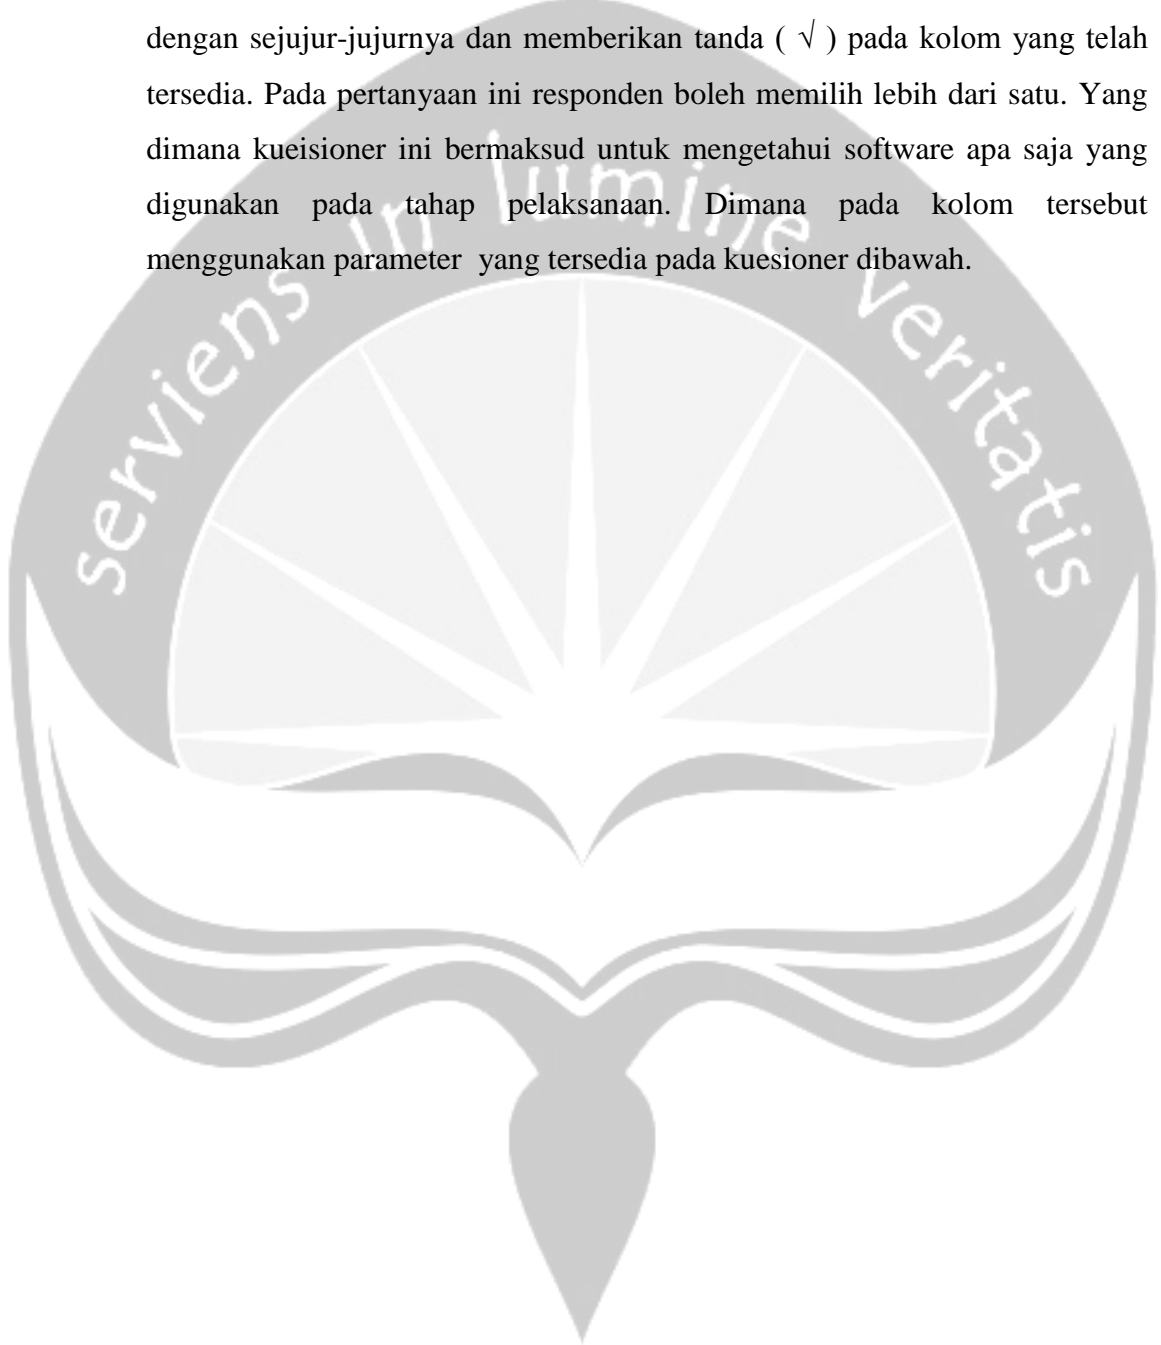 dengan sejujur-jujurnya dan memberikan tanda ( √ ) pada kolom yang telah
tersedia. Pada pertanyaan ini responden boleh memilih lebih dari satu. Yang
dimana kueisioner ini bermaksud untuk mengetahui software apa saja yang
digunakan pada tahap pelaksanaan. Dimana pada kolom tersebut
menggunakan parameter yang tersedia pada kuesioner dibawah.
serviens in lumine veritatis